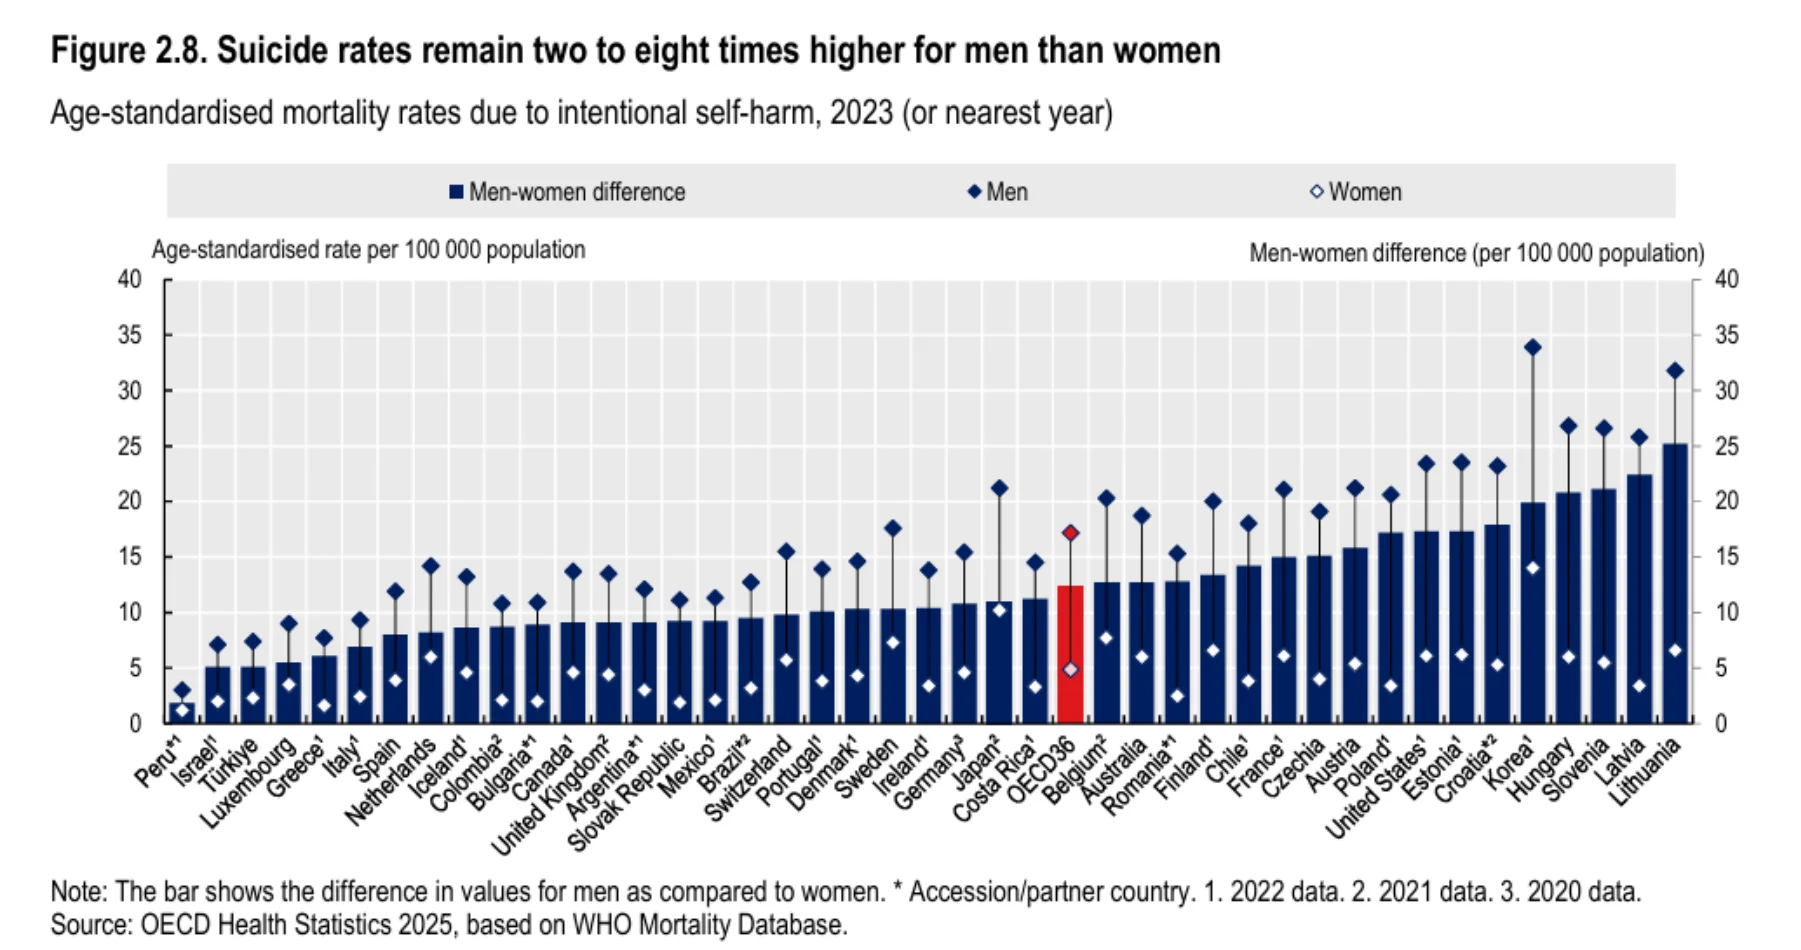 Figure 2.8. Suicide rates remain two to eight times higher for men than women
Age-standardised mortality rates due to intentional self-harm, 2023 (or nearest year)
Men-women difference
Men
Women
Age-standardised rate per 100 000 population
Men-women difference (per 100 000 population)
40
35
30
25
20
15
10
5
0
40
35
30
25
20
15
10
5
0
Peru*¹
Israel¹
Türkiye
Luxembourg
Greece¹
Italy¹
Spain
Netherlands
Iceland¹
Colombia²
Bulgaria*¹
Canada¹
United Kingdom²
Argentina*¹
Slovak Republic
Mexico¹
Brazil*²
Switzerland
Portugal¹
Denmark¹
Sweden
Ireland¹
Germany³
Japan²
Costa Rica¹
OECD36
Belgium²
Australia
Romania*¹
Finland¹
Chile¹
France¹
Czechia
Austria
Poland¹
United States¹
Estonia¹
Croatia*²
Korea¹
Hungary
Slovenia
Latvia
Lithuania
Note: The bar shows the difference in values for men as compared to women. * Accession/partner country. 1. 2022 data. 2. 2021 data. 3. 2020 data.
Source: OECD Health Statistics 2025, based on WHO Mortality Database.